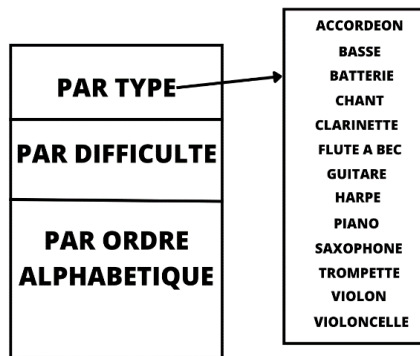 PAR TYPE
PAR DIFFICULTE
PAR ORDRE
ALPHABETIQUE
ACCORDEON
BASSE
BATTERIE
CHANT
CLARINETTE
FLUTE A BEC
GUITARE
HARPE
PIANO
SAXOPHONE
TROMPETTE
VIOLON
VIOLONCELLE